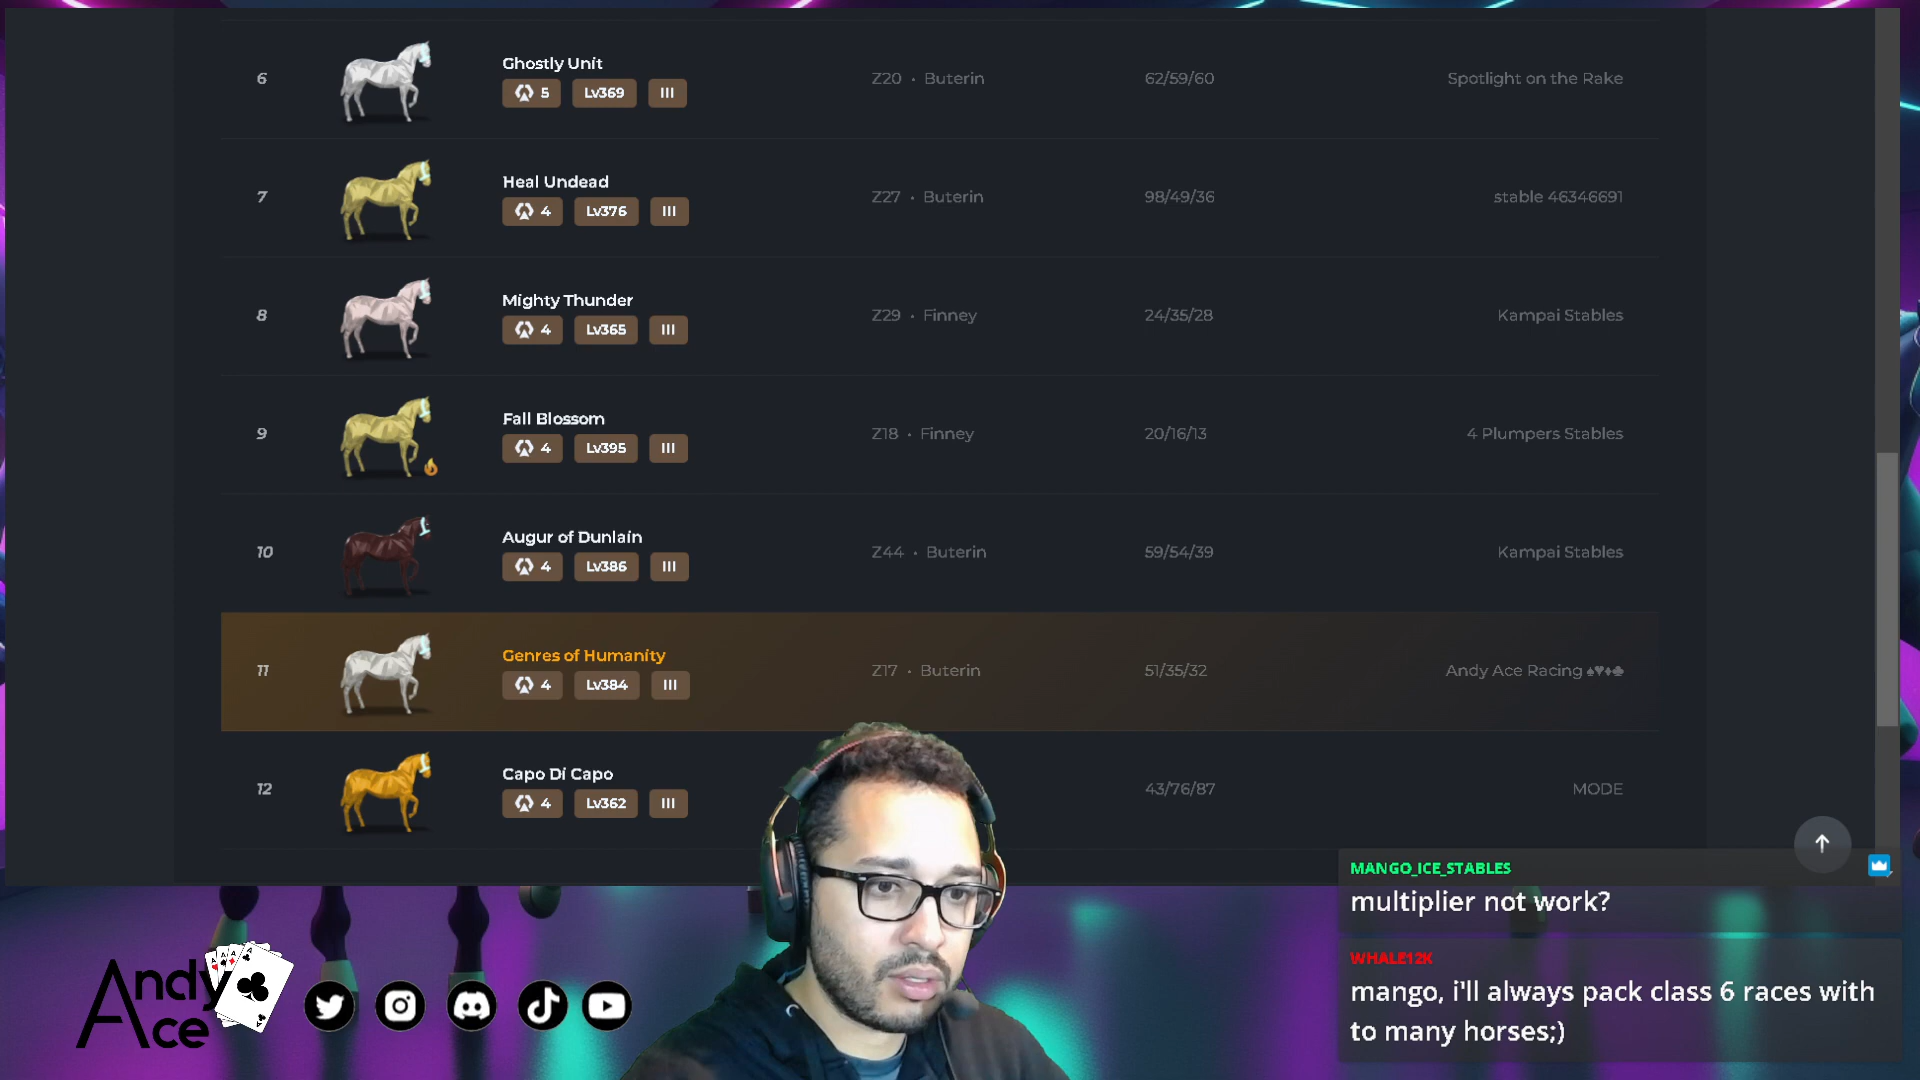 6
Ghostly Unit
5 Lv369 III
Z20 • Buterin
62/59/60
Spotlight on the Rake
7
Heal Undead
4 Lv376 III
Z27 • Buterin
98/49/36
stable 46346691
8
Mighty Thunder
4 Lv365 III
Z29 • Finney
24/35/28
Kampai Stables
9
Fall Blossom
4 Lv395 III
Z18 • Finney
20/16/13
4 Plumpers Stables
10
Augur of Dunlain
4 Lv386 III
Z44 • Buterin
59/54/39
Kampai Stables
11
Genres of Humanity
4 Lv384 III
Z17 • Buterin
51/35/32
Andy Ace Racing ♠♥♦♣
12
Capo Di Capo
4 Lv362 III
43/76/87
MODE
MANGO_ICE_STABLES
multiplier not work?
WHALE12K
mango, i'll always pack class 6 races with
to many horses;)
Andy
Ace